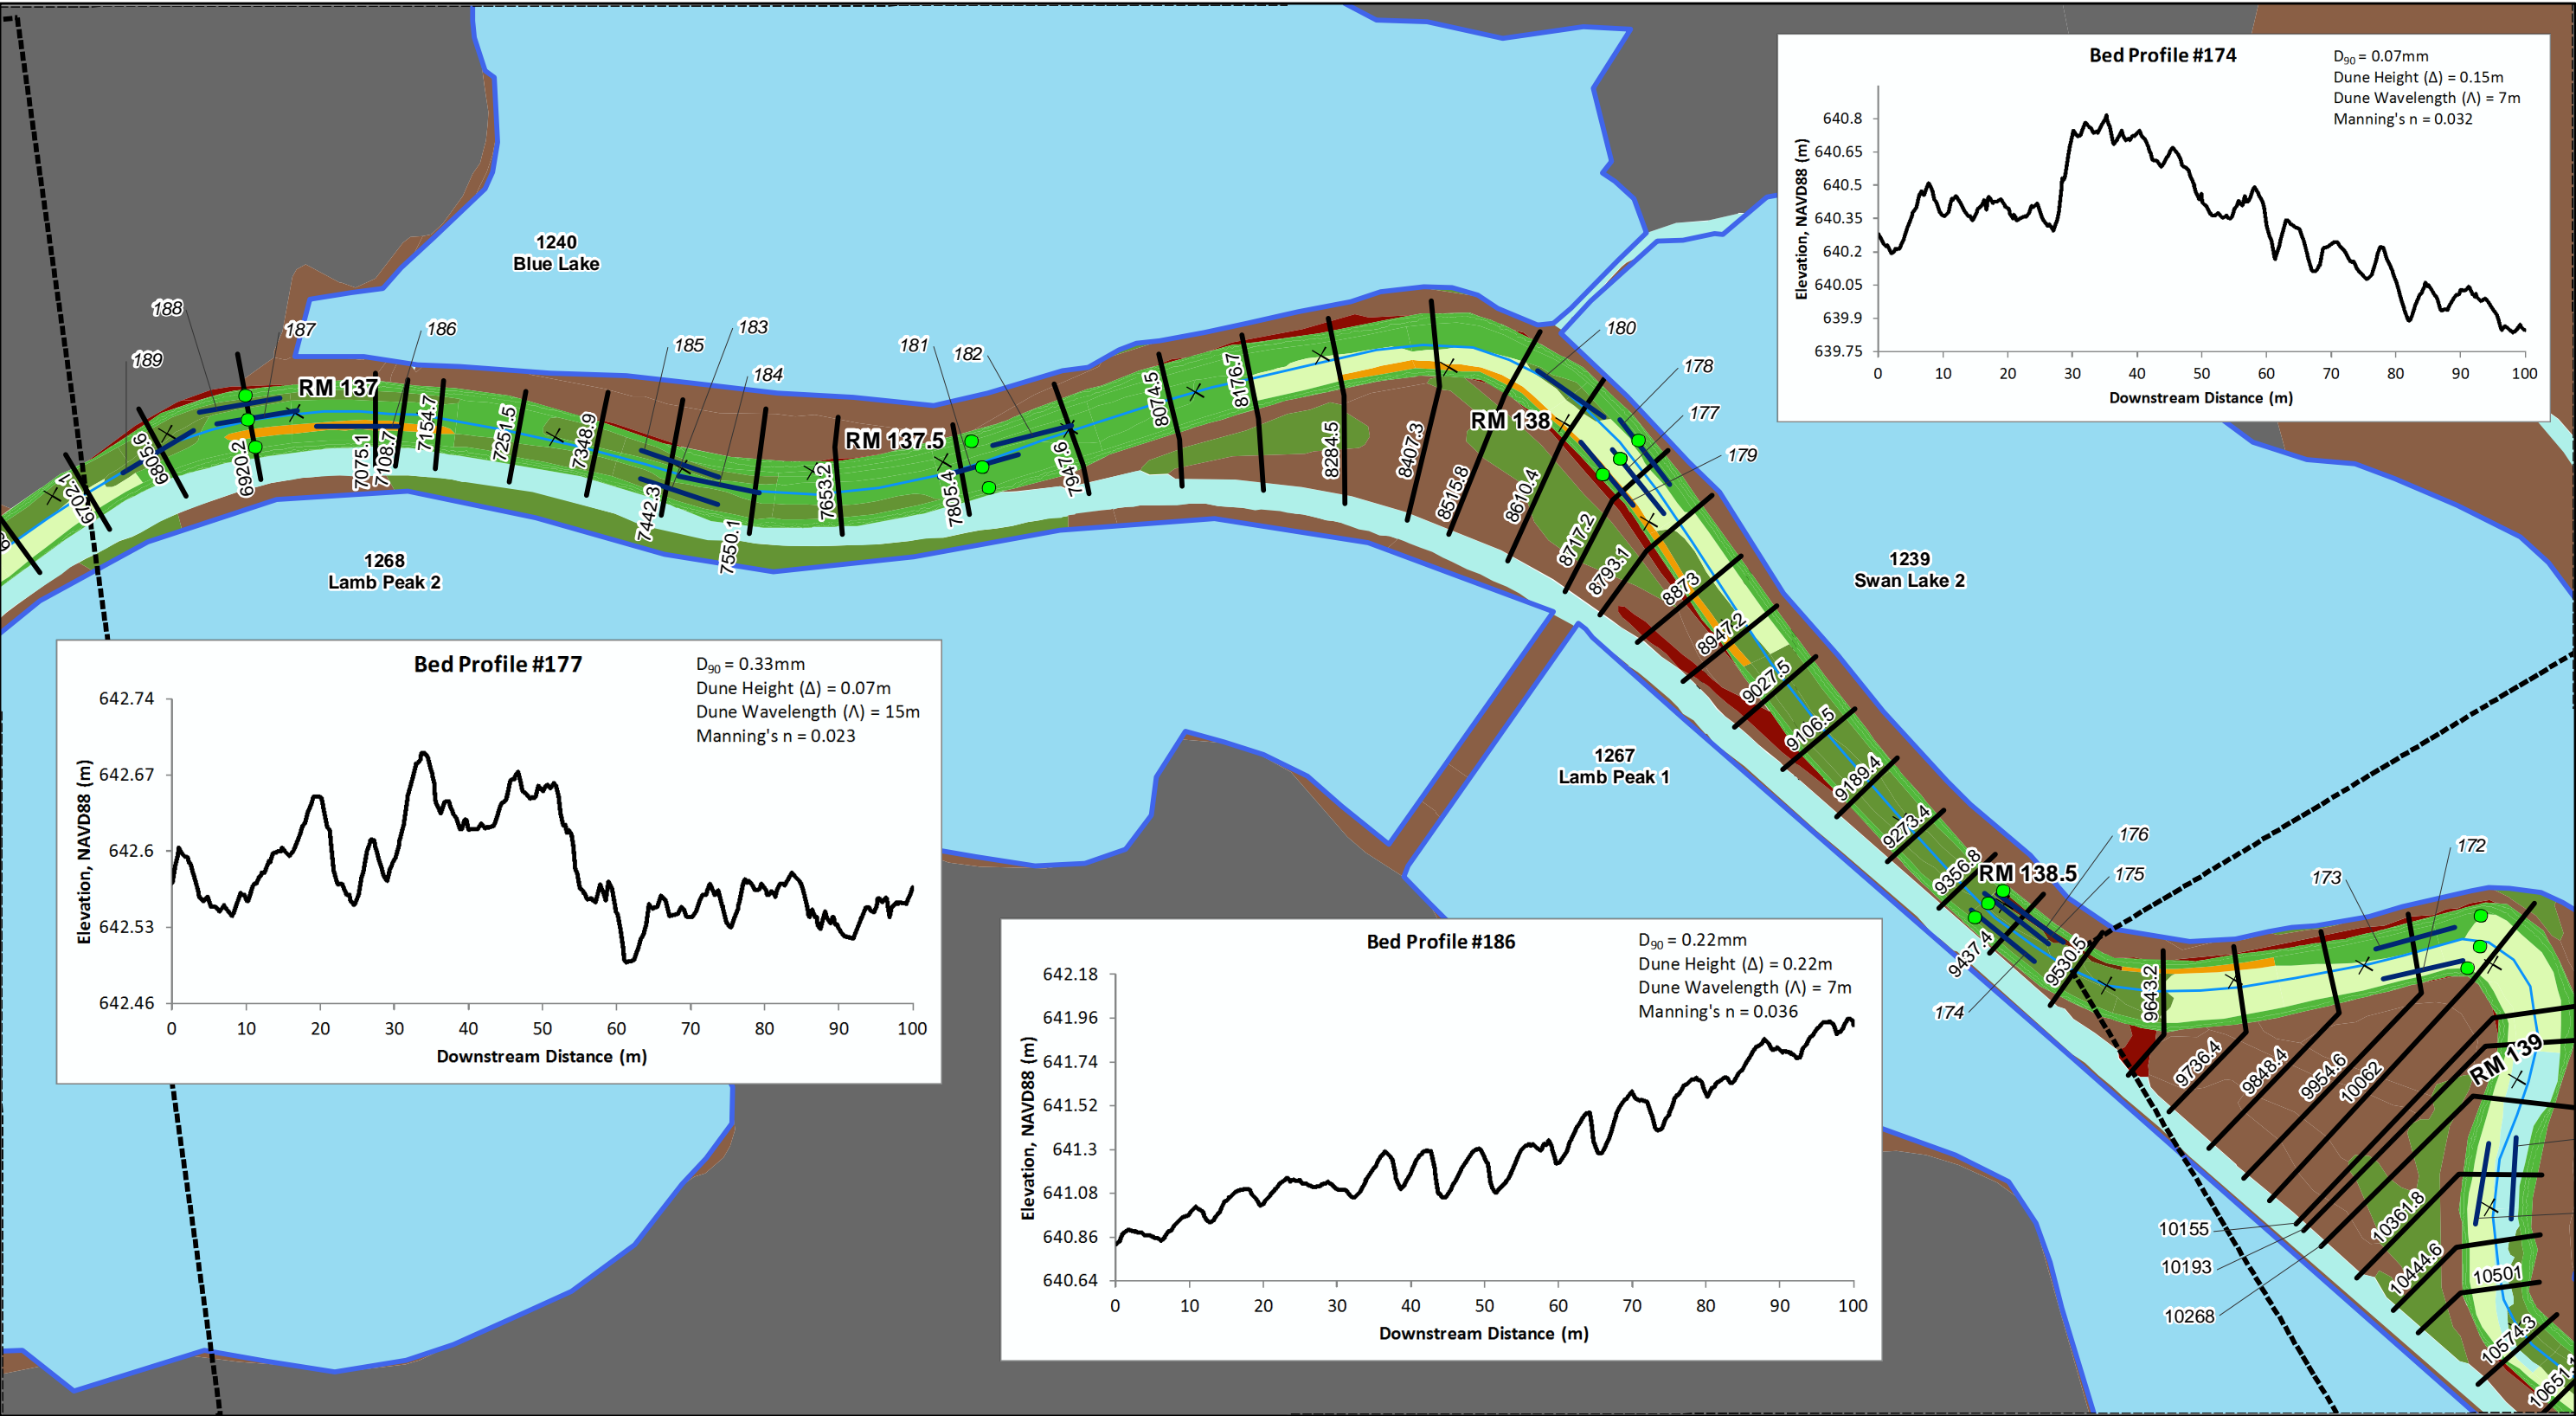 Bed Profile #174
D₉₀ = 0.07mm
Dune Height (Δ) = 0.15m
Dune Wavelength (Λ) = 7m
Manning's n = 0.032
Elevation, NAVD88 (m)
640.8
640.65
640.5
640.35
640.2
640.05
639.9
639.75
0 10 20 30 40 50 60 70 80 90 100
Downstream Distance (m)
1240
Blue Lake
188
187
186
189
185
183
184
181
182
180
178
177
179
RM 137
RM 137.5
RM 138
6702.1
6805.9
6920.2
7075.1
7108.7
7154.7
7251.5
7348.9
7442.3
7550.1
7653.2
7805.4
7947.6
8074.5
8176.7
8284.5
8407.3
8515.8
8610.4
8717.2
8793.1
8873
8947.2
9027.5
9106.5
9189.4
9273.4
9356.8
1268
Lamb Peak 2
1239
Swan Lake 2
1267
Lamb Peak 1
Bed Profile #177
D₉₀ = 0.33mm
Dune Height (Δ) = 0.07m
Dune Wavelength (Λ) = 15m
Manning's n = 0.023
Elevation, NAVD88 (m)
642.74
642.67
642.6
642.53
642.46
0 10 20 30 40 50 60 70 80 90 100
Downstream Distance (m)
RM 138.5
176
175
174
173
172
9437.4
9530.5
9643.2
9736.4
9848.4
9954.6
10062
RM 139
10155
10193
10268
10361.8
10444.6
10501
10574.3
Bed Profile #186
D₉₀ = 0.22mm
Dune Height (Δ) = 0.22m
Dune Wavelength (Λ) = 7m
Manning's n = 0.036
Elevation, NAVD88 (m)
642.18
641.96
641.74
641.52
641.3
641.08
640.86
640.64
0 10 20 30 40 50 60 70 80 90 100
Downstream Distance (m)